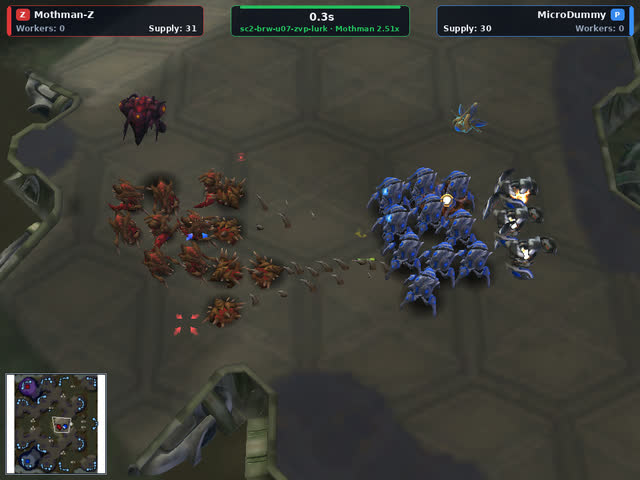 Z Mothman-Z
Workers: 0 Supply: 31
0.3s
sc2-brw-u07-zvp-lurk · Mothman 2.51x
MicroDummy P
Supply: 30 Workers: 0